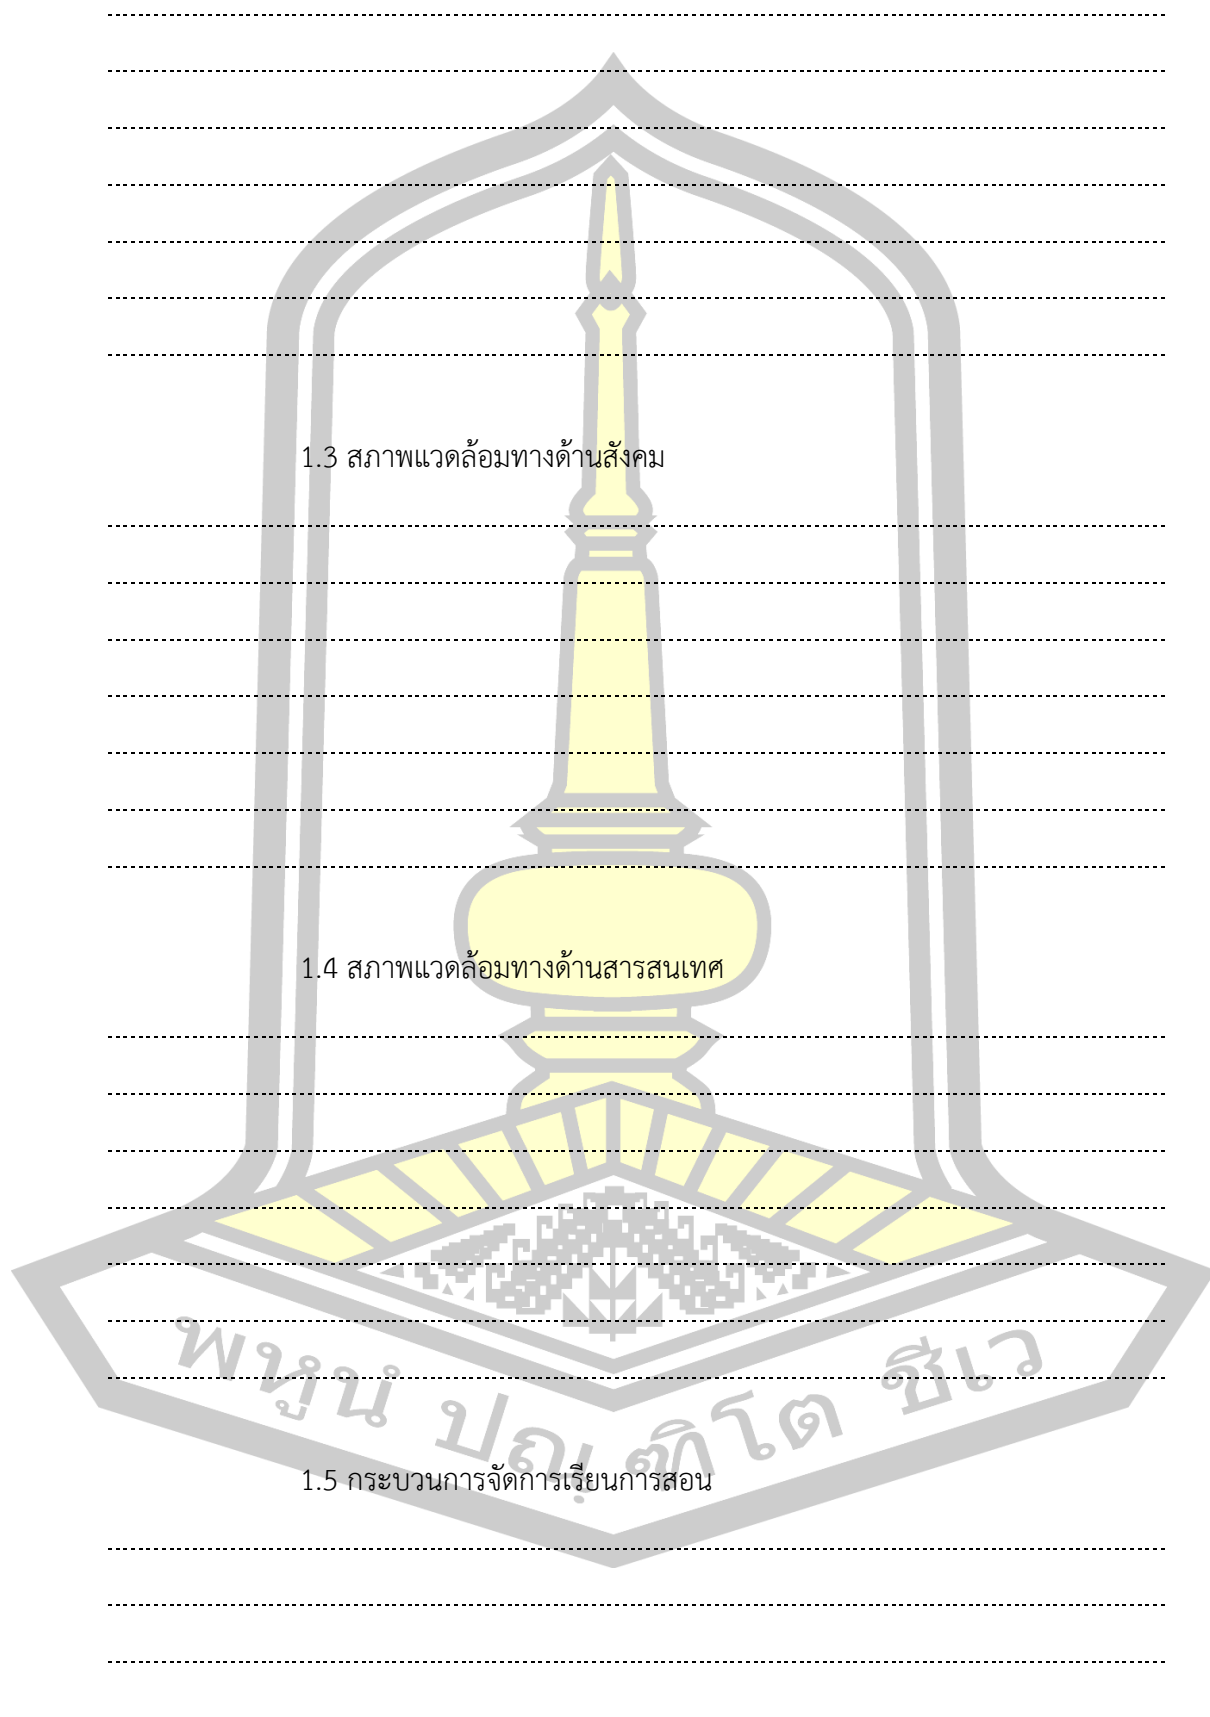 1.3 สภาพแวดล้อมทางด้านสังคม
1.4 สภาพแวดล้อมทางด้านสารสนเทศ
พหูนํ ปณฺฑิโต ชีเว
1.5 กระบวนการจัดการเรียนการสอน